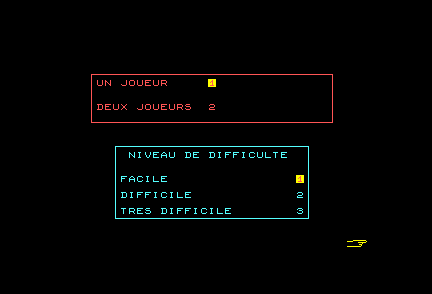 UN JOUEUR 1
DEUX JOUEURS 2
NIVEAU DE DIFFICULTE
FACILE 1
DIFFICILE 2
TRES DIFFICILE 3